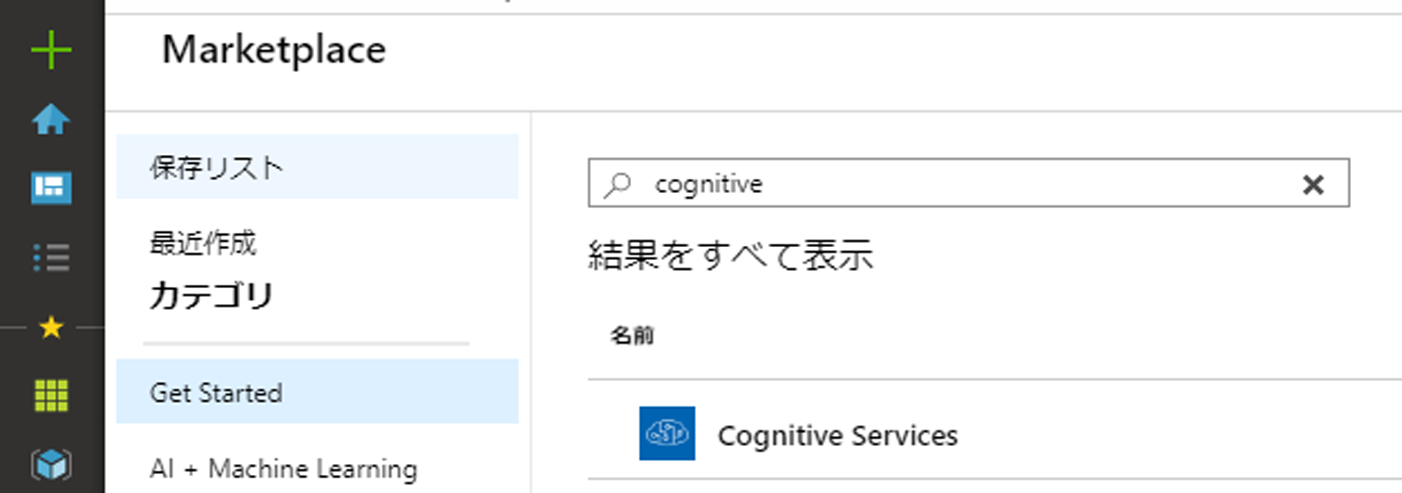 Marketplace
保存リスト
最近作成
カテゴリ
Get Started
AI + Machine Learning
cognitive
結果をすべて表示
名前
Cognitive Services